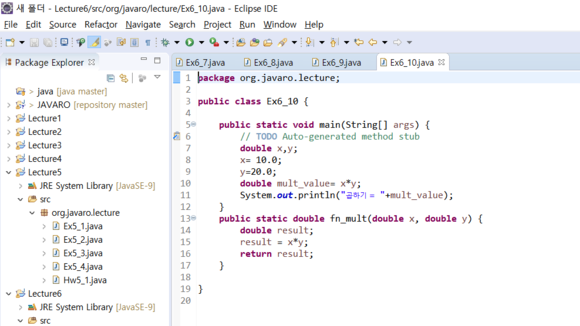 새 폴더 - Lecture6/src/org/javaro/lecture/Ex6_10.java - Eclipse IDE
File Edit Source Refactor Navigate Search Project Run Window Help
Package Explorer
> java [java master]
> JAVARO [repository master]
Lecture1
Lecture2
Lecture3
Lecture4
Lecture5
JRE System Library [JavaSE-9]
src
org.javaro.lecture
Ex5_1.java
Ex5_2.java
Ex5_3.java
Ex5_4.java
Hw5_1.java
Lecture6
JRE System Library [JavaSE-9]
src
Ex6_7.java Ex6_8.java Ex6_9.java Ex6_10.java
1 package org.javaro.lecture;
2
3 public class Ex6_10 {
4
5 public static void main(String[] args) {
6 // TODO Auto-generated method stub
7 double x,y;
8 x= 10.0;
9 y=20.0;
10 double mult_value= x*y;
11 System.out.println("곱하기 = "+mult_value);
12 }
13 public static double fn_mult(double x, double y) {
14 double result;
15 result = x*y;
16 return result;
17 }
18
19 }
20